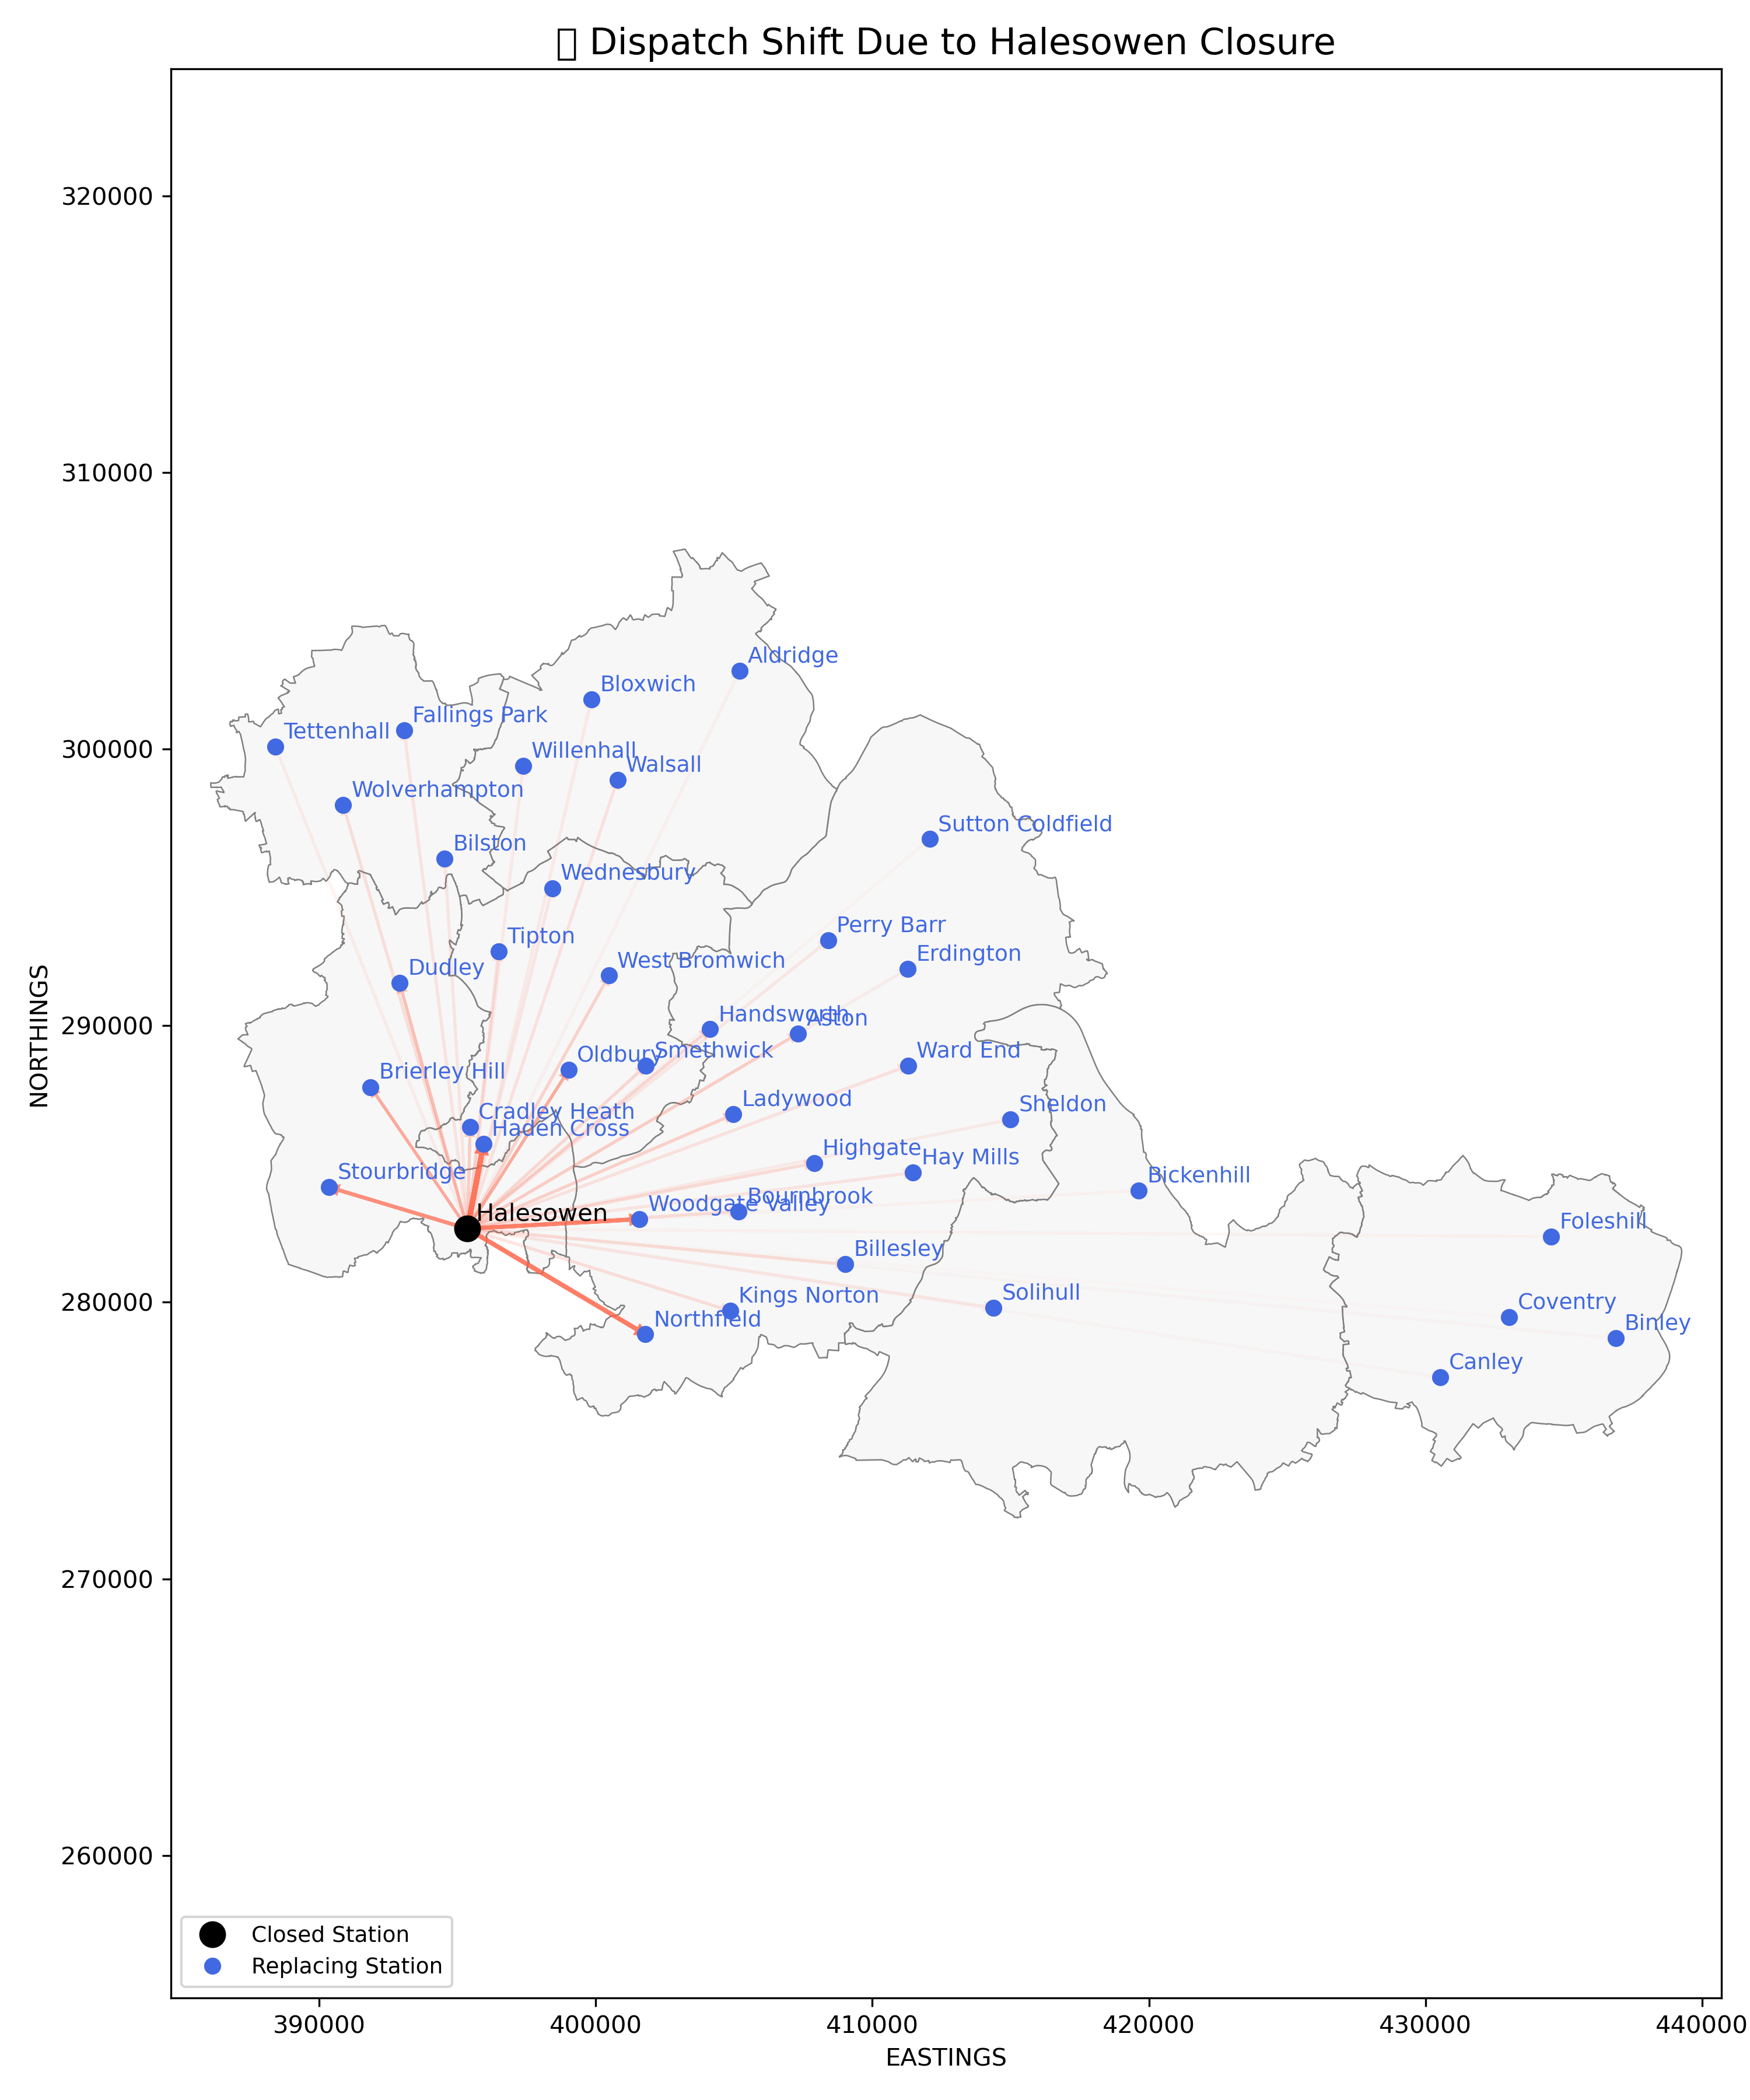 Dispatch Shift Due to Halesowen Closure
NORTHINGS
320000
310000
300000
290000
280000
270000
260000
Aldridge
Bloxwich
Fallings Park
Tettenhall
Willenhall
Walsall
Wolverhampton
Sutton Coldfield
Bilston
Wednesbury
Perry Barr
Tipton
Erdington
West Bromwich
Dudley
Handsworth
Aston
Oldbury
Smethwick
Ward End
Brierley Hill
Ladywood
Sheldon
Cradley Heath
Haden Cross
Highgate
Hay Mills
Stourbridge
Bickenhill
Bournbrook
Woodgate Valley
Halesowen
Foleshill
Billesley
Solihull
Kings Norton
Coventry
Northfield
Binley
Canley
Closed Station
Replacing Station
390000
400000
410000
420000
430000
440000
EASTINGS